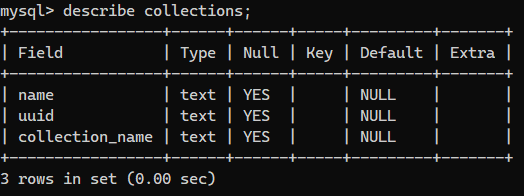 mysql> describe collections;
+-----------------+------+------+-----+---------+-------+
| Field           | Type | Null | Key | Default | Extra |
+-----------------+------+------+-----+---------+-------+
| name            | text | YES  |     | NULL    |       |
| uuid            | text | YES  |     | NULL    |       |
| collection_name | text | YES  |     | NULL    |       |
+-----------------+------+------+-----+---------+-------+
3 rows in set (0.00 sec)